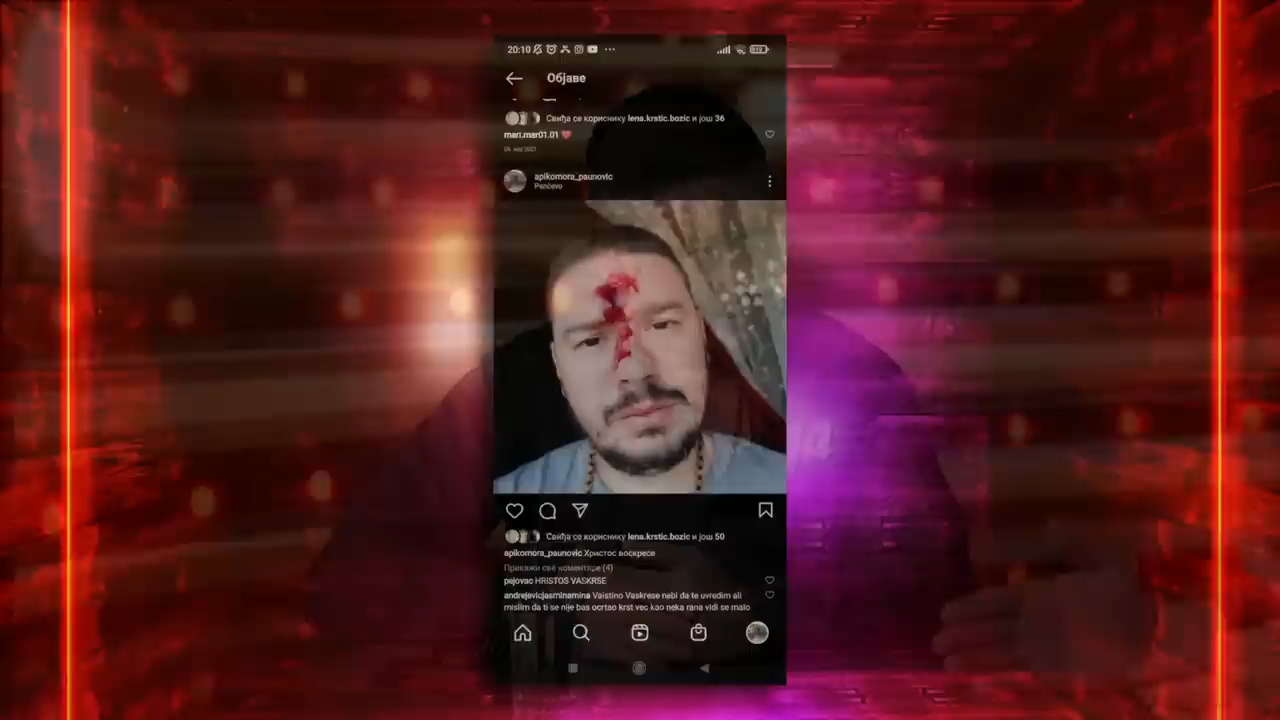 20:10
Објаве
Свиђа се кориснику lena.krstic.bozic и још 36
mari.mar01.01 ❤
apikomora_paunovic
Pančevo
Свиђа се кориснику lena.krstic.bozic и још 50
apikomora_paunovic Христос воскресе
Прикажи све коментаре (4)
pejovac HRISTOS VASKRSE
andrejevicjasminamina Vaistino Vaskrese nebi da te uvredim ali
mislim da ti se nije bas ocrtao krst vec kao neka rana vidi se malo